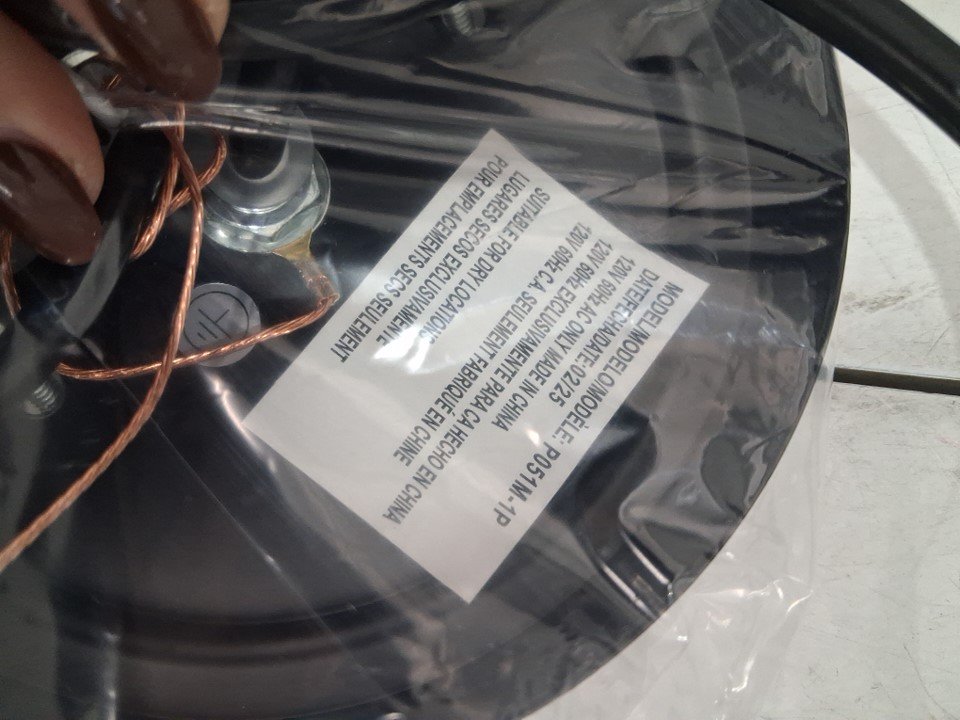 MODEL/MODELO/MODÈLE: P051M-1P
DATE/FECHA/DATE:02/25
120V 60HZ AC ONLY MADE IN CHINA
120V 60HZ EXCLUSIVAMENTE PARA CA HECHO EN CHINA
120V 60HZ C.A. SEULEMENT FABRIQUÉ EN CHINE
SUITABLE FOR DRY LOCATIONS
LUGARES SECOS EXCLUSIVAMENTE
POUR EMPLACEMENTS SECS SEULEMENT